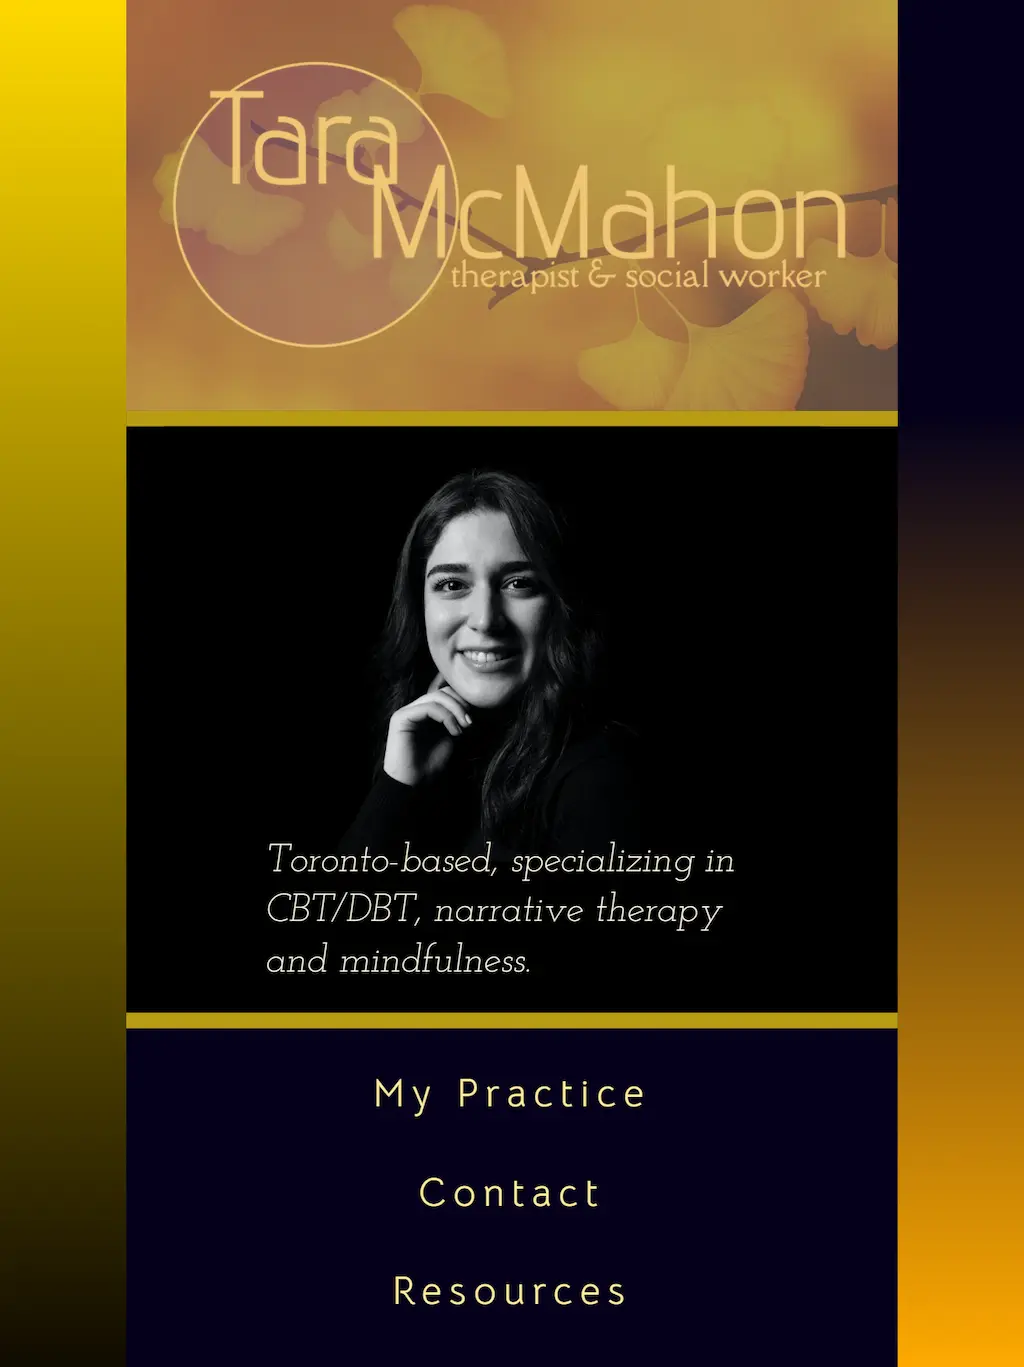 Tara
McMahon
therapist & social worker
Toronto-based, specializing in
CBT/DBT, narrative therapy
and mindfulness.
My Practice
Contact
Resources